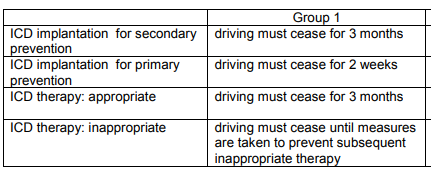 Group 1
ICD implantation for secondary prevention driving must cease for 3 months
ICD implantation for primary prevention driving must cease for 2 weeks
ICD therapy: appropriate driving must cease for 3 months
ICD therapy: inappropriate driving must cease until measures
are taken to prevent subsequent
inappropriate therapy